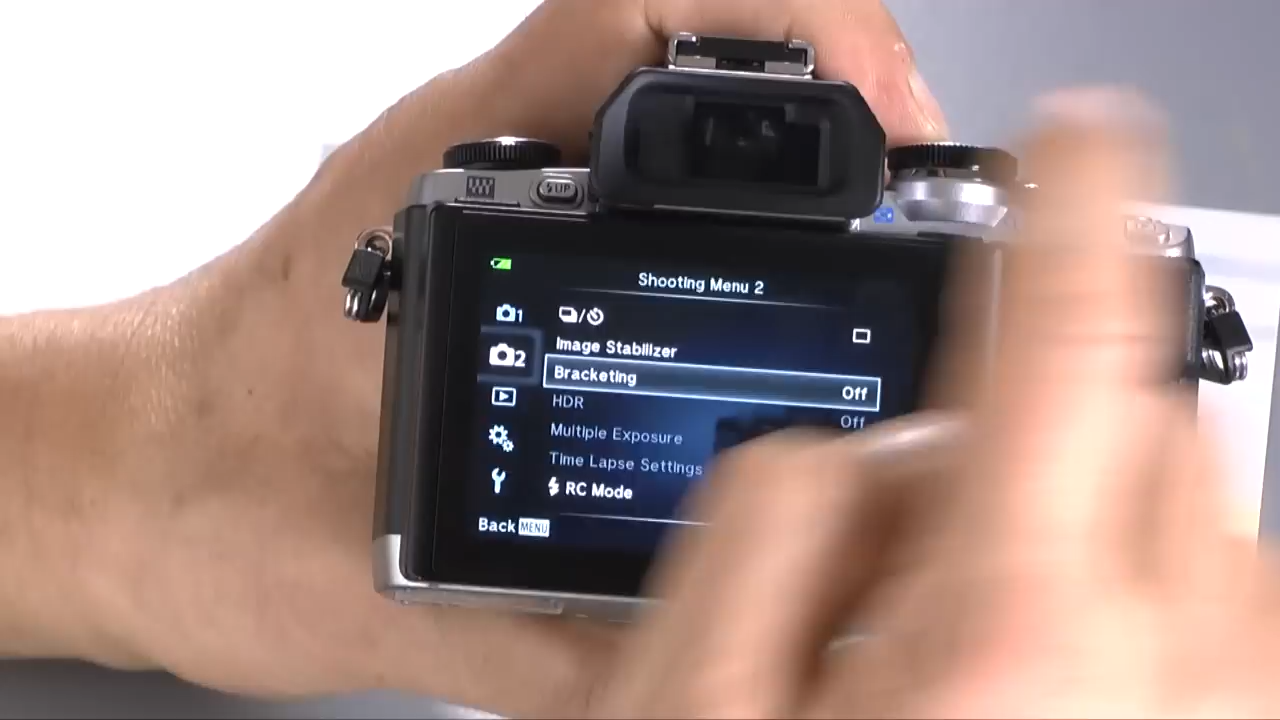 UP
Shooting Menu 2
1
2
Image Stabilizer
Bracketing Off
HDR Off
Multiple Exposure
Time Lapse Settings
RC Mode
Back MENU